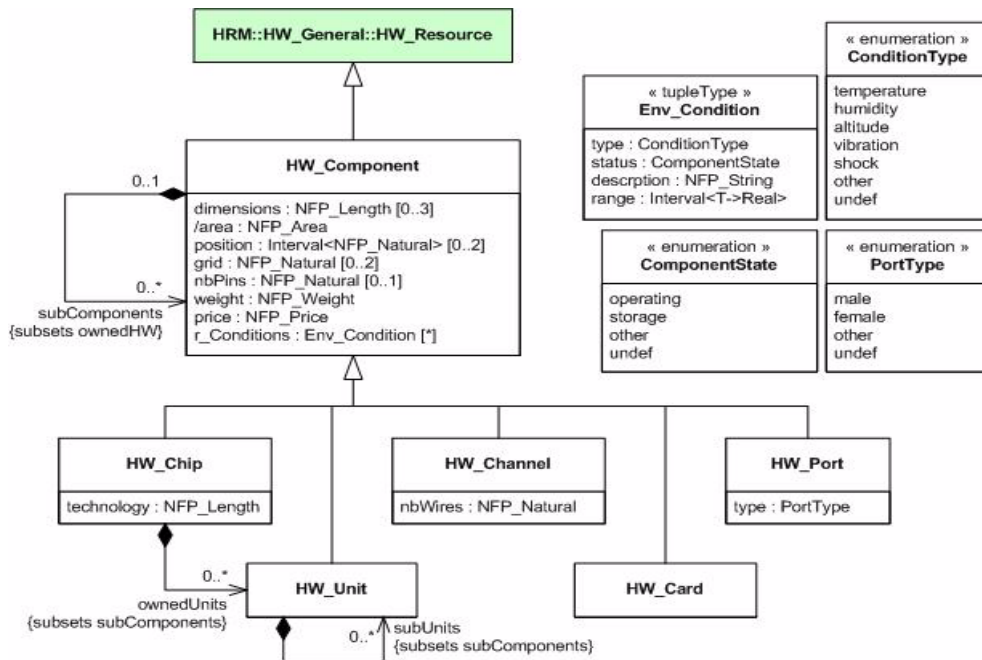 HRM::HW_General::HW_Resource
HW_Component
dimensions : NFP_Length [0..3]
/area : NFP_Area
position : Interval<NFP_Natural> [0..2]
grid : NFP_Natural [0..2]
nbPins : NFP_Natural [0..1]
weight : NFP_Weight
price : NFP_Price
r_Conditions : Env_Condition [*]
0..1
0..*
subComponents
{subsets ownedHW}
« tupleType »
Env_Condition
type : ConditionType
status : ComponentState
descrption : NFP_String
range : Interval<T->Real>
« enumeration »
ConditionType
temperature
humidity
altitude
vibration
shock
other
undef
« enumeration »
ComponentState
operating
storage
other
undef
« enumeration »
PortType
male
female
other
undef
HW_Chip
technology : NFP_Length
HW_Channel
nbWires : NFP_Natural
HW_Port
type : PortType
0..*
ownedUnits
{subsets subComponents}
HW_Unit
HW_Card
0..*
subUnits
{subsets subComponents}